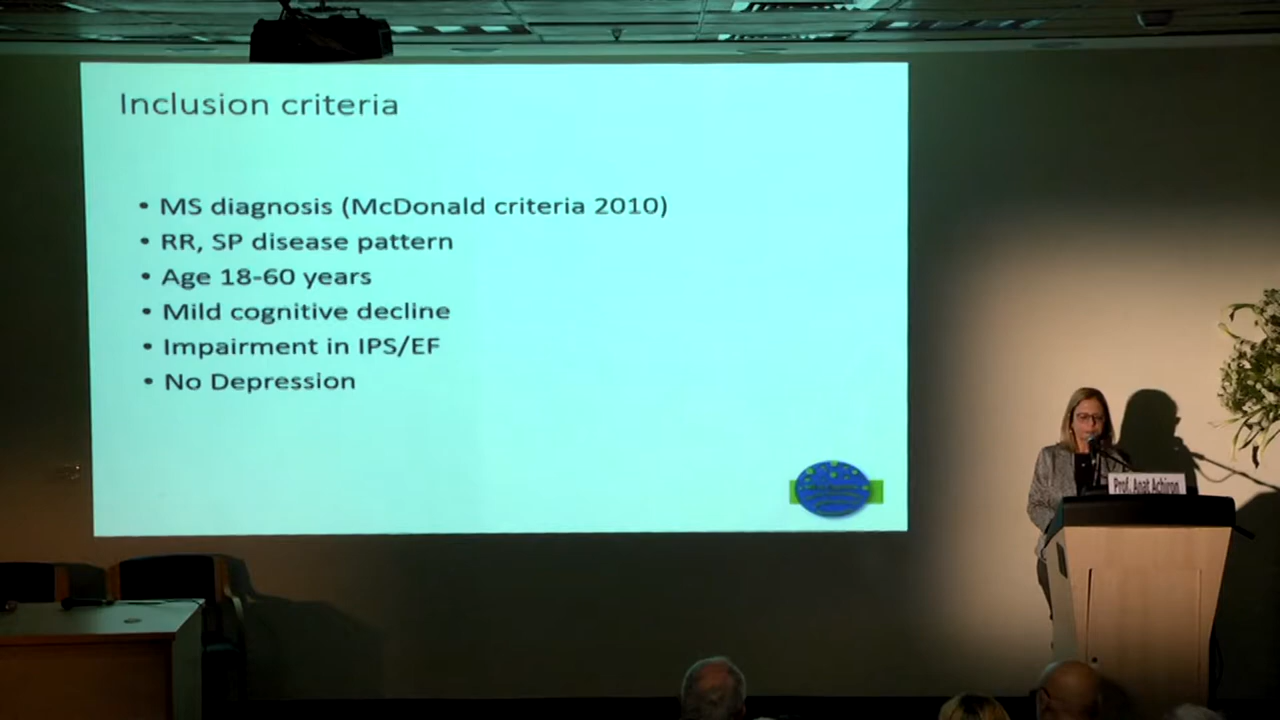 Inclusion criteria
• MS diagnosis (McDonald criteria 2010)
• RR, SP disease pattern
• Age 18-60 years
• Mild cognitive decline
• Impairment in IPS/EF
• No Depression
Prof. Anat Achiron